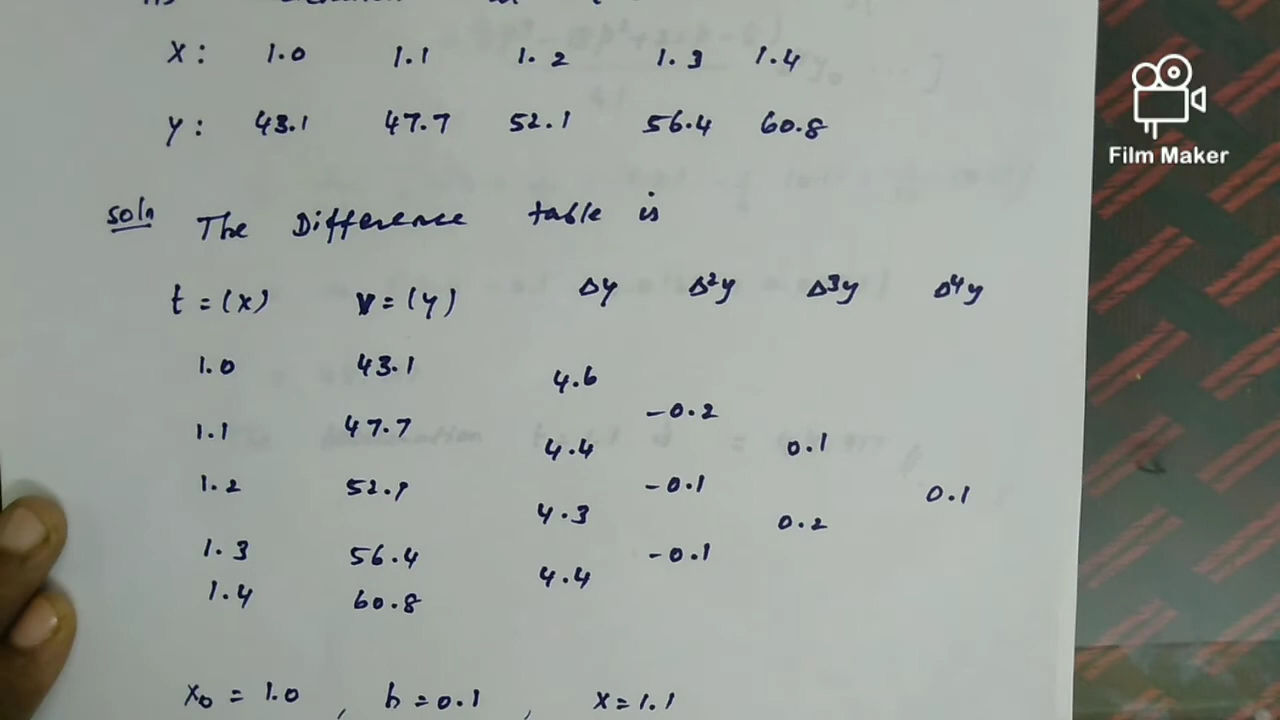 X: 1.0 1.1 1.2 1.3 1.4
y: 43.1 47.7 52.1 56.4 60.8
Film Maker
soln The Difference table is
t = (x) v = (y) Δy Δ²y Δ³y Δ⁴y
1.0 43.1
4.6
-0.2
1.1 47.7
4.4 0.1
1.2 52.1 -0.1
0.1
4.3 0.2
1.3 56.4 -0.1
4.4
1.4 60.8
x₀ = 1.0 , h = 0.1 , x = 1.1